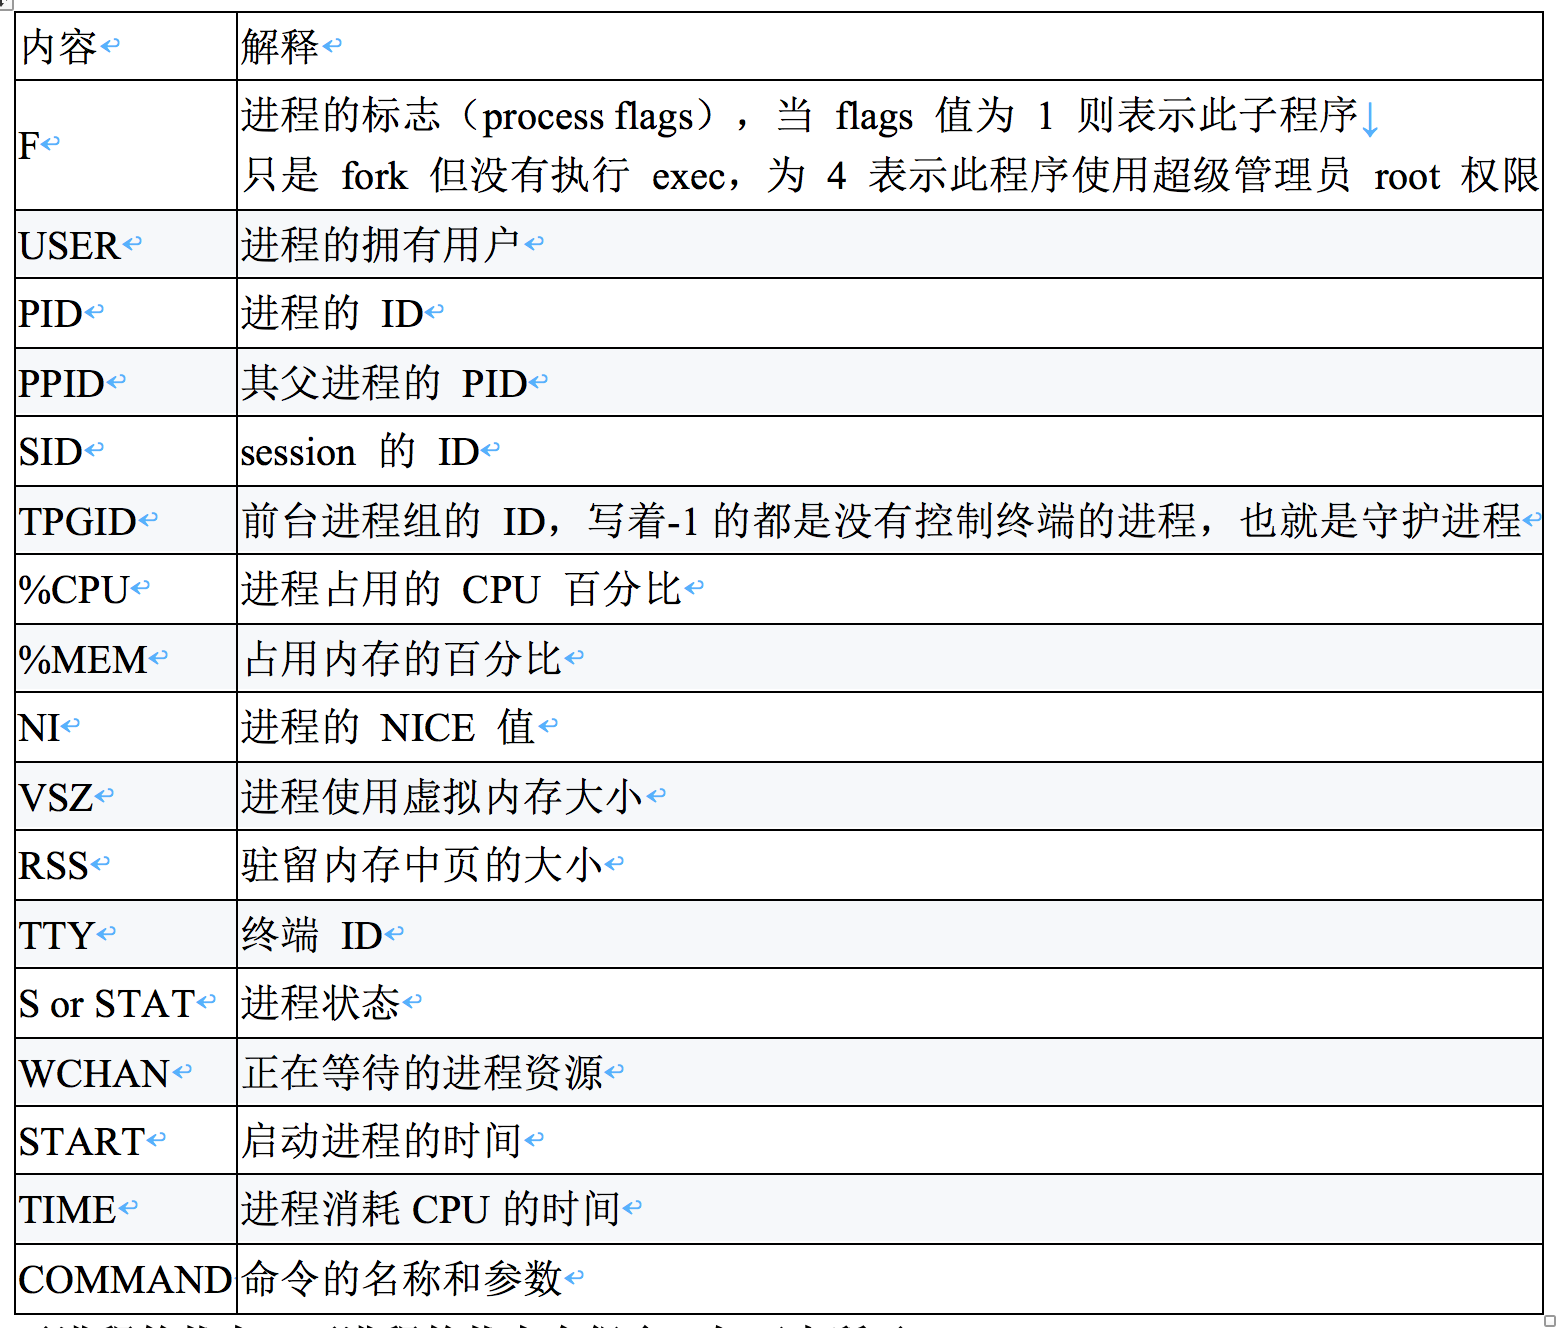 内容 解释
F
进程的标志（process flags），当 flags 值为 1 则表示此子程序
只是 fork 但没有执行 exec，为 4 表示此程序使用超级管理员 root 权限
USER 进程的拥有用户
PID 进程的 ID
PPID 其父进程的 PID
SID session 的 ID
TPGID 前台进程组的 ID，写着-1 的都是没有控制终端的进程，也就是守护进程
%CPU 进程占用的 CPU 百分比
%MEM 占用内存的百分比
NI 进程的 NICE 值
VSZ 进程使用虚拟内存大小
RSS 驻留内存中页的大小
TTY 终端 ID
S or STAT 进程状态
WCHAN 正在等待的进程资源
START 启动进程的时间
TIME 进程消耗 CPU 的时间
COMMAND 命令的名称和参数